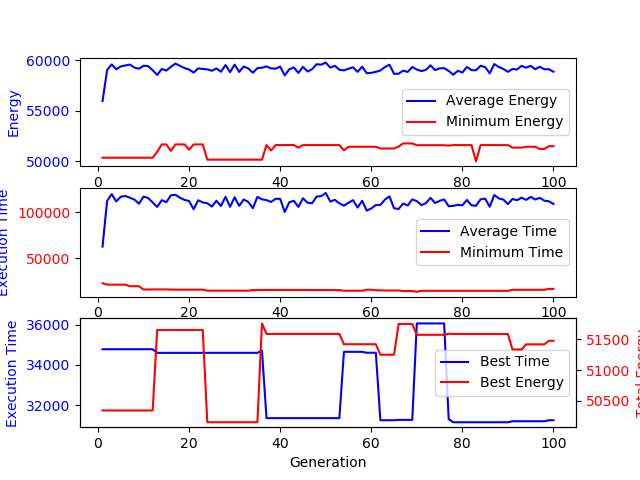 60000
55000
50000
Energy
Average Energy
Minimum Energy
0 20 40 60 80 100
100000
50000
Execution Time
Average Time
Minimum Time
0 20 40 60 80 100
36000
34000
32000
Execution Time
Best Time
Best Energy
51500
51000
50500
Total Energy
0 20 40 60 80 100
Generation